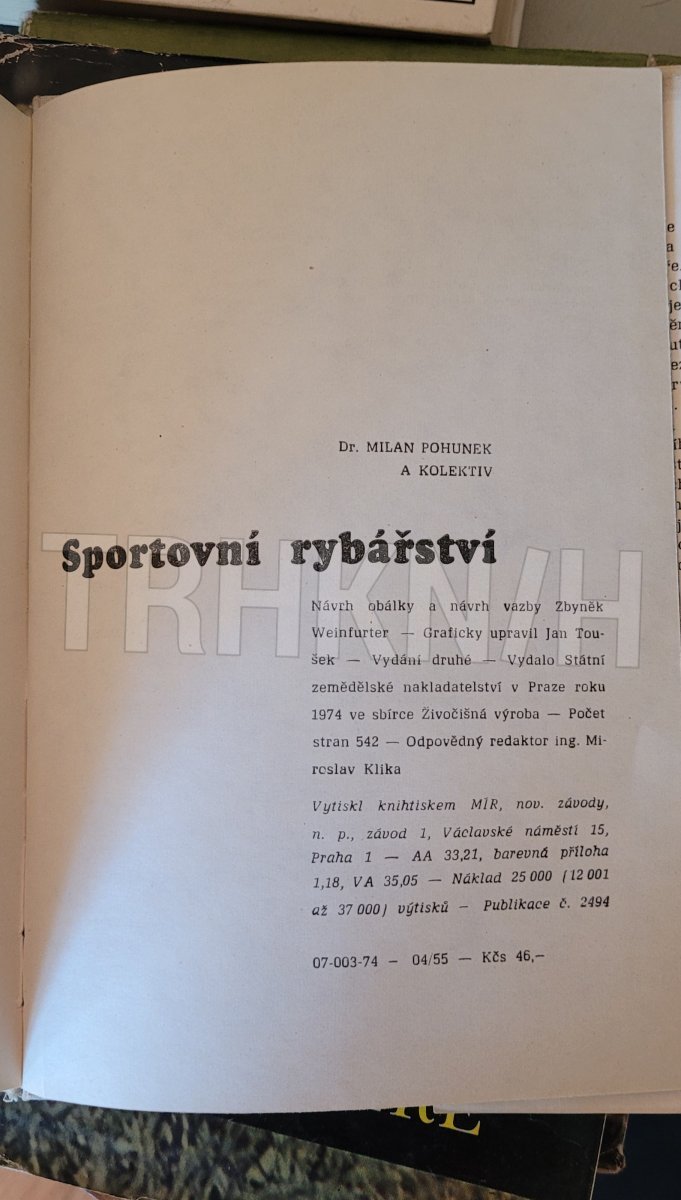 Dr. MILAN POHUNEK
A KOLEKTIV
Sportovní rybářství
TRHKNIH
Návrh obálky a návrh vazby Zbyněk
Weinfurter — Graficky upravil Jan Tou-
šek — Vydání druhé — Vydalo Státní
zemědělské nakladatelství v Praze roku
1974 ve sbírce Živočišná výroba — Počet
stran 542 — Odpovědný redaktor ing. Mi-
roslav Klika
Vytiskl knihtiskem MÍR, nov. závody,
n. p., závod 1, Václavské náměstí 15,
Praha 1 — AA 33,21, barevná příloha
1,18, VA 35,05 — Náklad 25 000 (12 001
až 37 000) výtisků — Publikace č. 2494
07-003-74 — 04/55 — Kčs 46,—